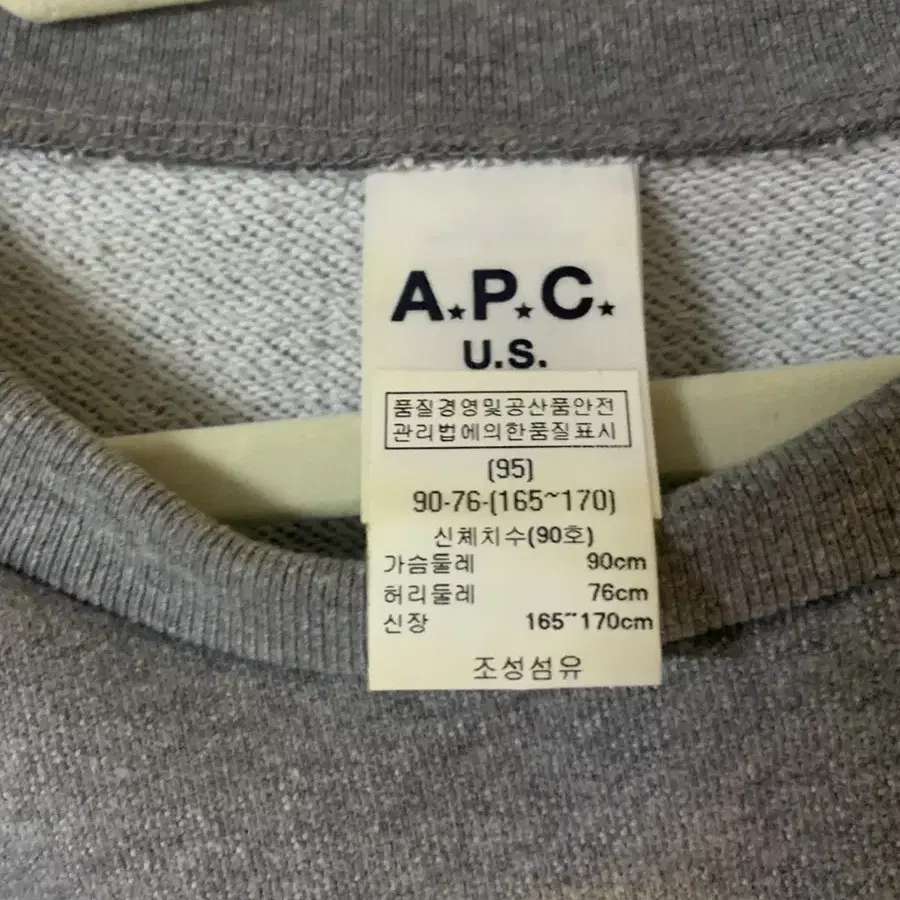 A.P.C.
U.S.
품질경영및공산품안전
관리법에의한품질표시
(95)
90-76-(165~170)
신체치수(90호)
가슴둘레 90cm
허리둘레 76cm
신장 165~170cm
조성섬유